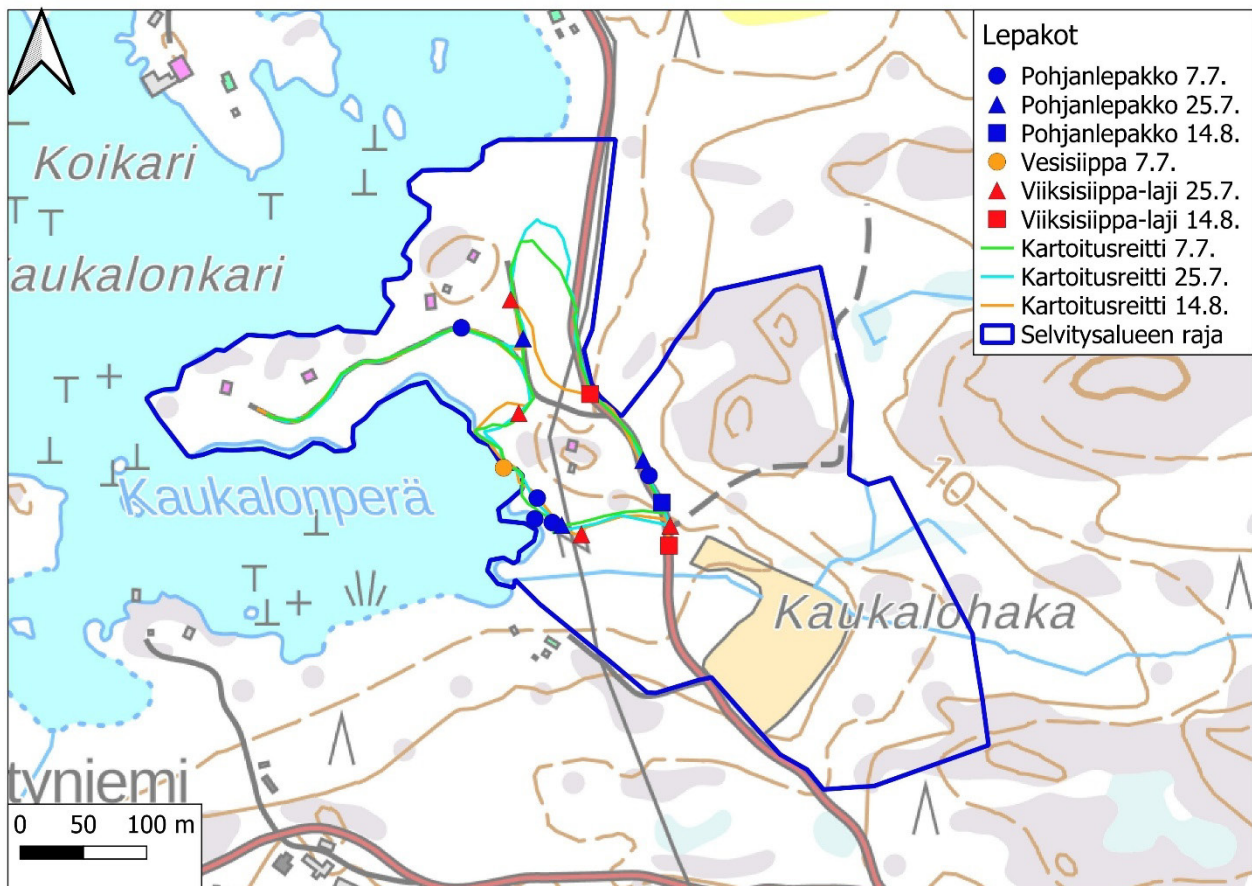 Lepakot
Pohjanlepakko 7.7.
Pohjanlepakko 25.7.
Pohjanlepakko 14.8.
Vesisiippa 7.7.
Viiksisiippa-laji 25.7.
Viiksisiippa-laji 14.8.
Kartoitusreitti 7.7.
Kartoitusreitti 25.7.
Kartoitusreitti 14.8.
Selvitysalueen raja
Koikari
aukalonkari
Kaukalonperä
10
Kaukalohaka
tyniemi
0 50 100 m